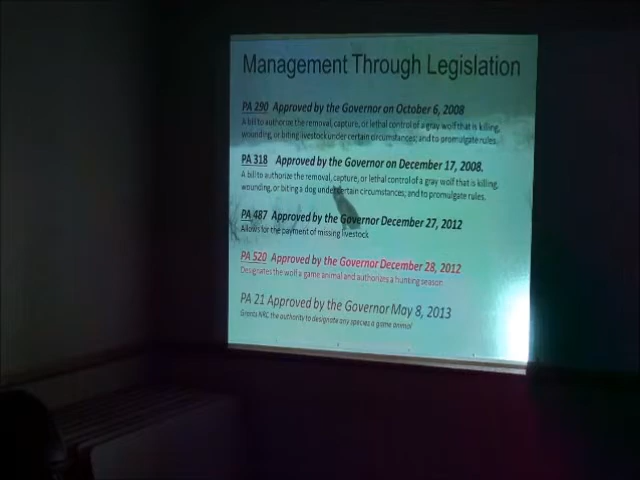 Management Through Legislation
PA 290 Approved by the Governor on October 6, 2008
A bill to authorize the removal, capture, or lethal control of a gray wolf that is killing,
wounding, or biting livestock under certain circumstances; and to promulgate rules.
PA 318 Approved by the Governor on December 17, 2008.
A bill to authorize the removal, capture, or lethal control of a gray wolf that is killing,
wounding, or biting a dog under certain circumstances; and to promulgate rules.
PA 487 Approved by the Governor December 27, 2012
Allows for the payment of missing livestock
PA 520 Approved by the Governor December 28, 2012
Designates the wolf a game animal and authorizes a hunting season
PA 21 Approved by the Governor May 8, 2013
Grants NRC the authority to designate any species a game animal